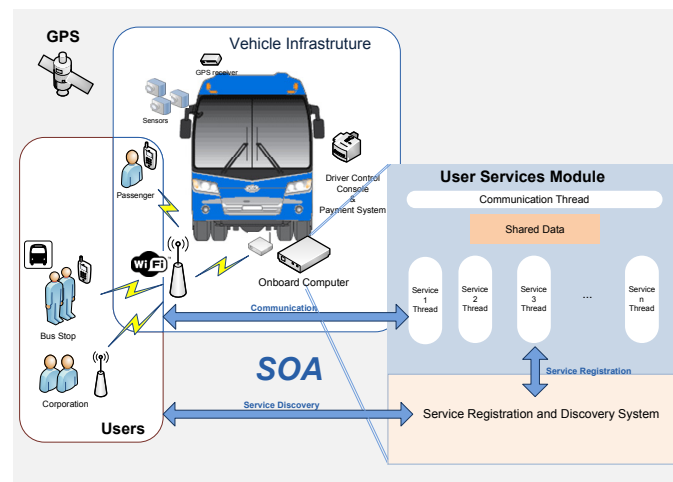 GPS
Vehicle Infrastruture
GPS receiver
Sensors
Passenger
Driver Control
Console
&
Payment System
User Services Module
Communication Thread
Shared Data
Wi Fi
Onboard Computer
Service
1
Thread
Service
2
Thread
Service
3
Thread
...
Service
n
Thread
Bus Stop
Communication
Corporation
SOA
Service Registration
Service Discovery
Service Registration and Discovery System
Users